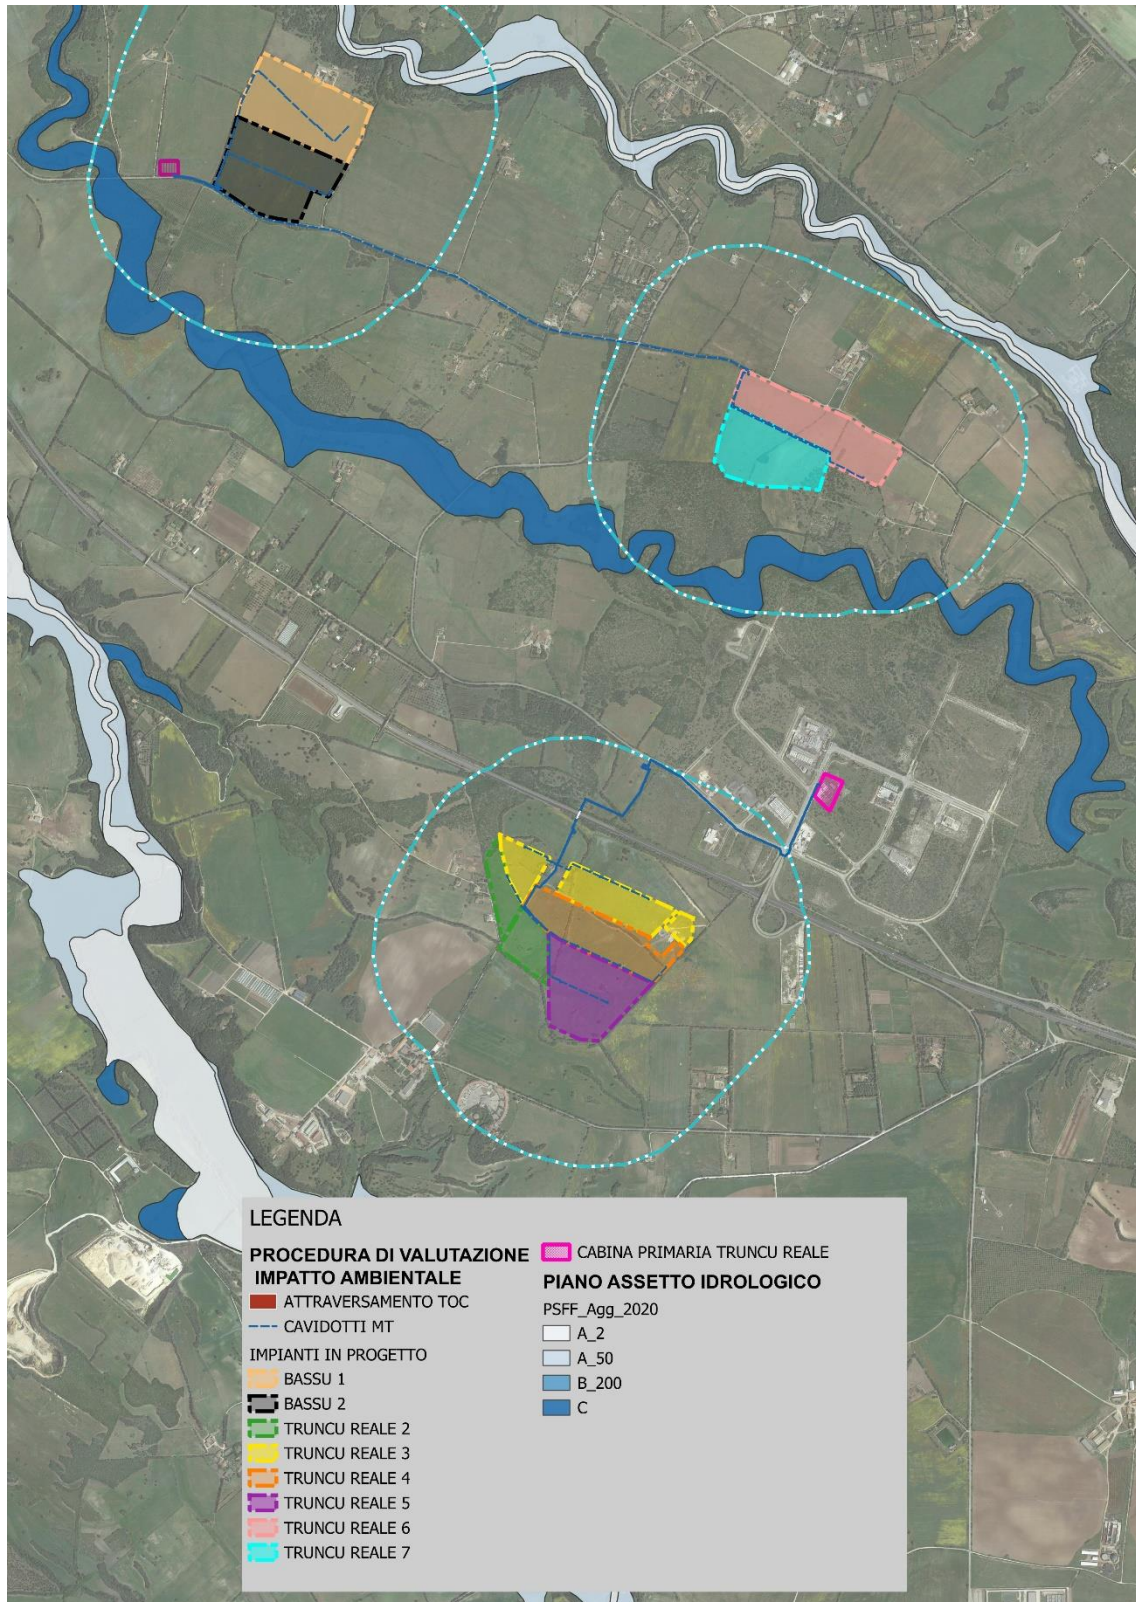 LEGENDA
PROCEDURA DI VALUTAZIONE
IMPATTO AMBIENTALE
ATTRAVERSAMENTO TOC
CAVIDOTTI MT
IMPIANTI IN PROGETTO
BASSU 1
BASSU 2
TRUNCU REALE 2
TRUNCU REALE 3
TRUNCU REALE 4
TRUNCU REALE 5
TRUNCU REALE 6
TRUNCU REALE 7
CABINA PRIMARIA TRUNCU REALE
PIANO ASSETTO IDROLOGICO
PSFF_Agg_2020
A_2
A_50
B_200
C